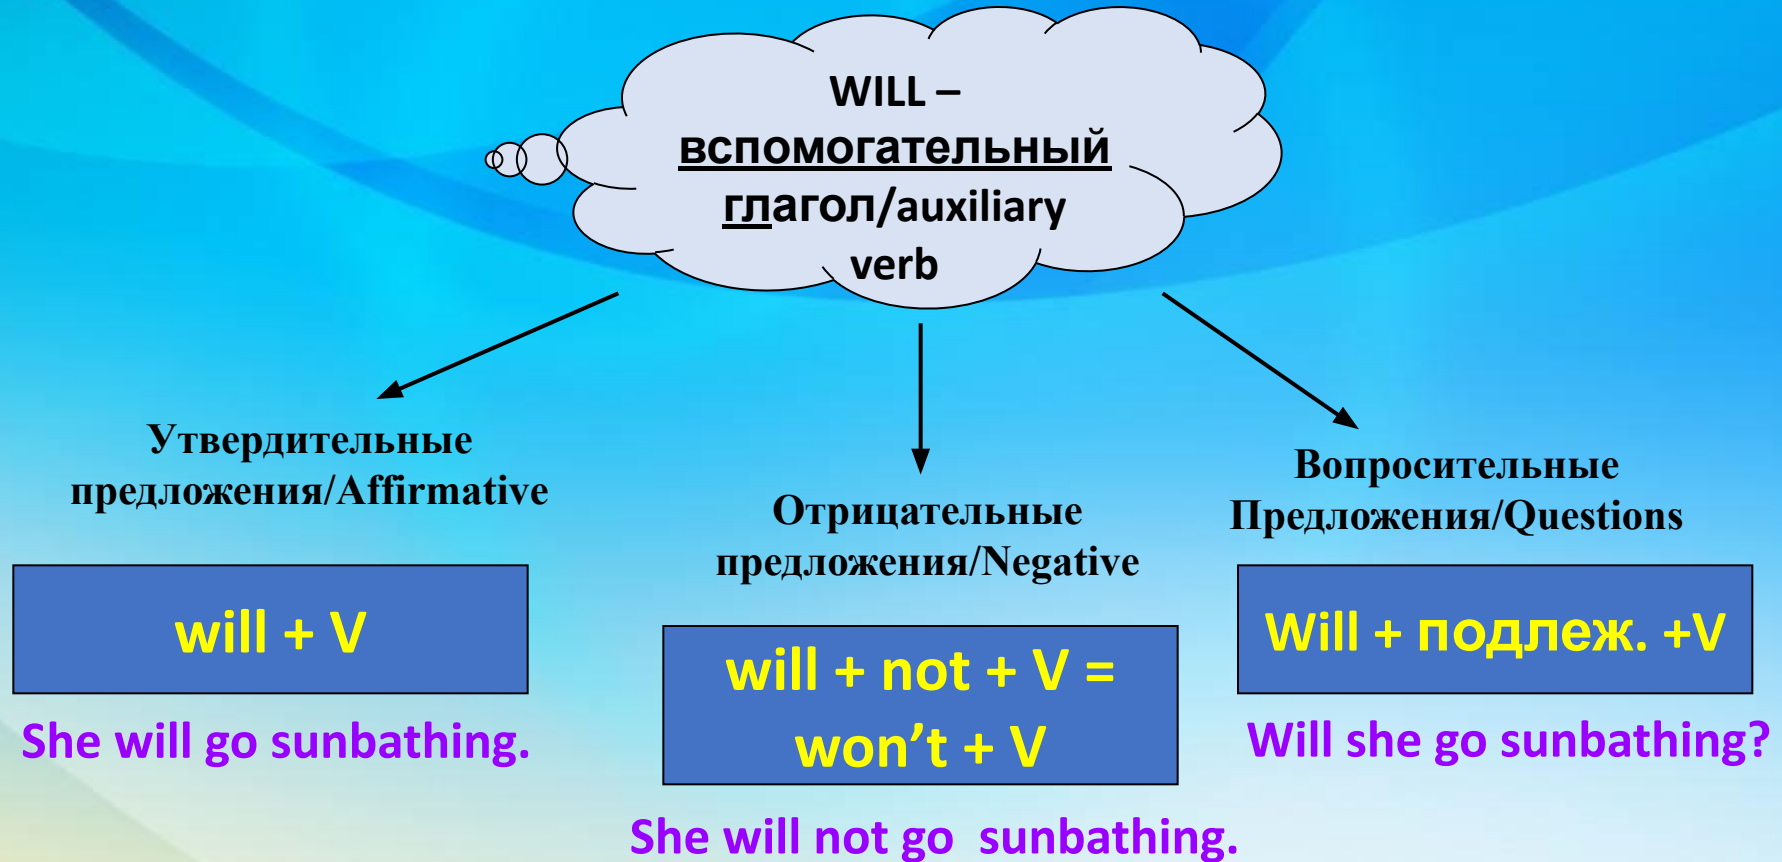 WILL –
вспомогательный
глагол/auxiliary
verb
Утвердительные
предложения/Affirmative
will + V
She will go sunbathing.
Отрицательные
предложения/Negative
will + not + V =
won’t + V
She will not go  sunbathing.
Вопросительные
Предложения/Questions
Will + подлеж. +V
Will she go sunbathing?